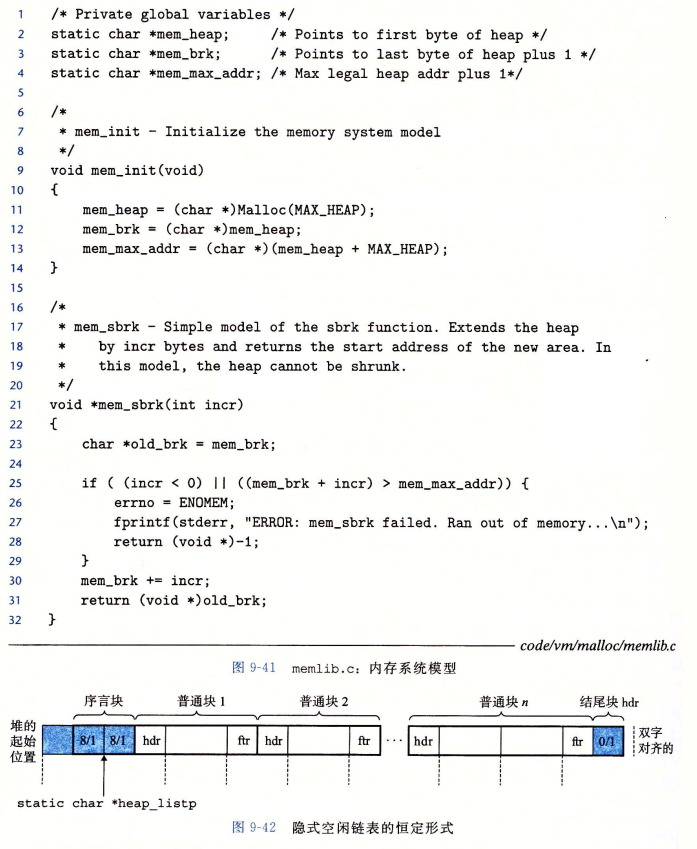 1 /* Private global variables */
2 static char *mem_heap; /* Points to first byte of heap */
3 static char *mem_brk; /* Points to last byte of heap plus 1 */
4 static char *mem_max_addr; /* Max legal heap addr plus 1*/
5
6 /*
7 * mem_init - Initialize the memory system model
8 */
9 void mem_init(void)
10 {
11 mem_heap = (char *)Malloc(MAX_HEAP);
12 mem_brk = (char *)mem_heap;
13 mem_max_addr = (char *)(mem_heap + MAX_HEAP);
14 }
15
16 /*
17 * mem_sbrk - Simple model of the sbrk function. Extends the heap
18 * by incr bytes and returns the start address of the new area. In
19 * this model, the heap cannot be shrunk.
20 */
21 void *mem_sbrk(int incr)
22 {
23 char *old_brk = mem_brk;
24
25 if ( (incr < 0) || ((mem_brk + incr) > mem_max_addr)) {
26 errno = ENOMEM;
27 fprintf(stderr, "ERROR: mem_sbrk failed. Ran out of memory...\n");
28 return (void *)-1;
29 }
30 mem_brk += incr;
31 return (void *)old_brk;
32 }
code/vm/malloc/memlib.c
图 9-41 memlib.c：内存系统模型
序言块 普通块 1 普通块 2 普通块 n 结尾块 hdr
堆的
起始
位置
8/1 8/1 hdr ftr hdr ftr ... hdr ftr 0/1
双字
对齐的
static char *heap_listp
图 9-42 隐式空闲链表的恒定形式